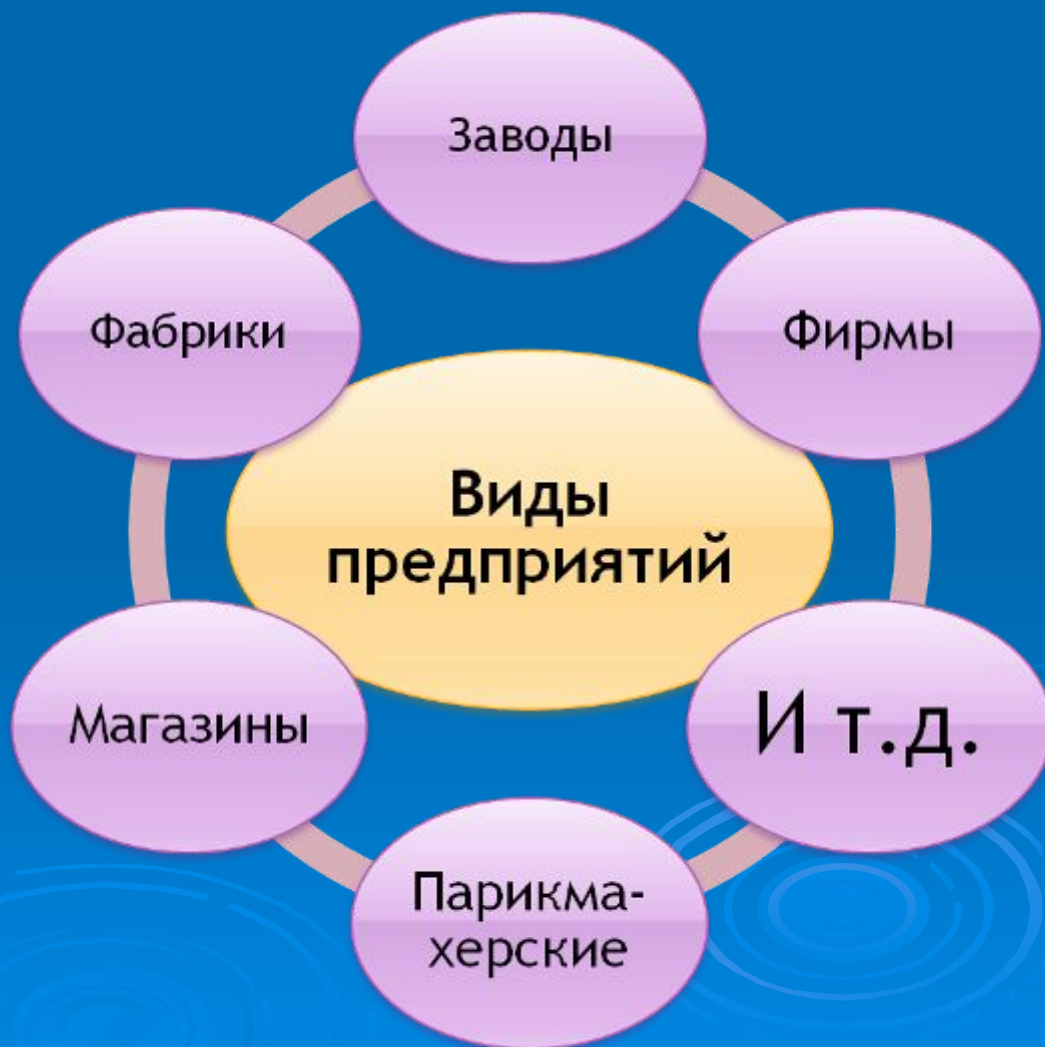 Заводы
Фабрики
Фирмы
Виды
предприятий
Магазины
И т.д.
Парикма-
херские